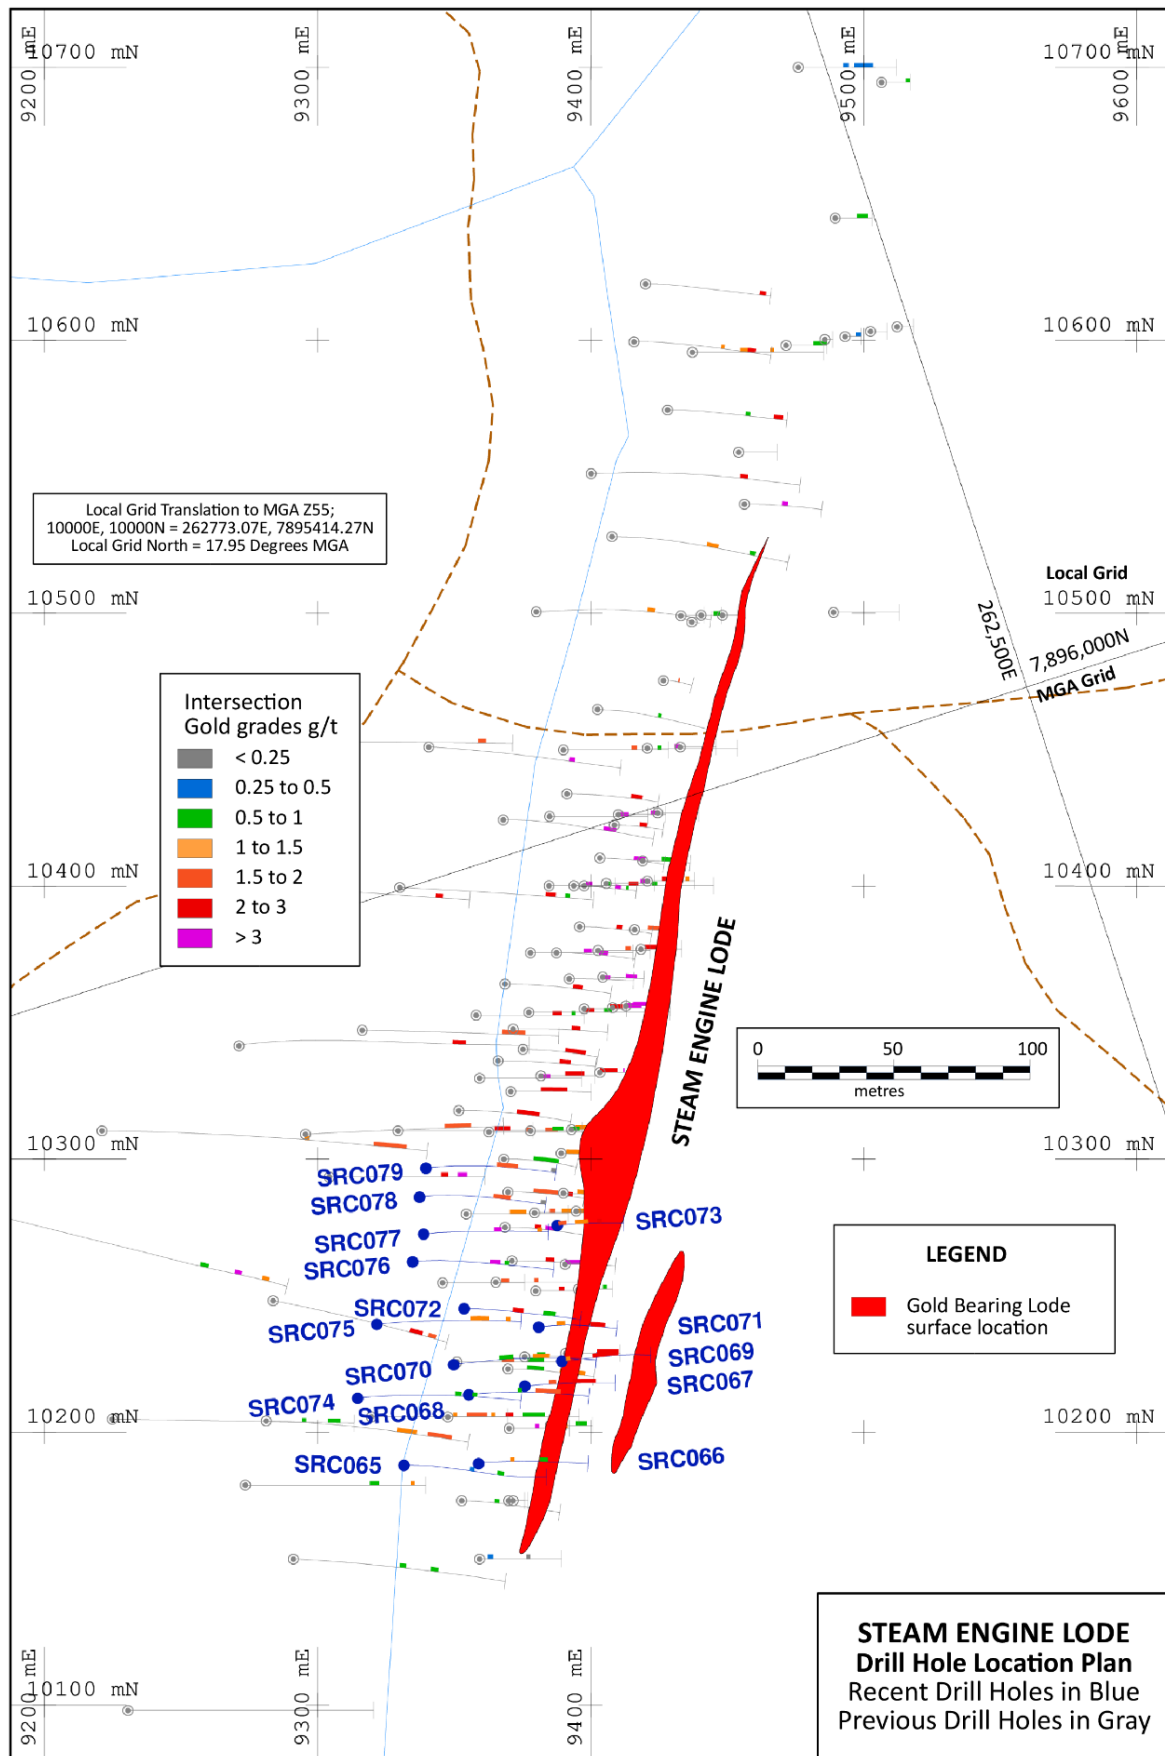 9200 mE
9300 mE
9400 mE
9500 mE
9600 mE
10700 mN
10700 mN
10600 mN
10600 mN
Local Grid Translation to MGA Z55;
10000E, 10000N = 262773.07E, 7895414.27N
Local Grid North = 17.95 Degrees MGA
Local Grid
10500 mN
10500 mN
262,500E
7,896,000N
MGA Grid
Intersection
Gold grades g/t
< 0.25
0.25 to 0.5
0.5 to 1
1 to 1.5
1.5 to 2
2 to 3
> 3
10400 mN
10400 mN
STEAM ENGINE LODE
0 50 100
metres
10300 mN
10300 mN
SRC079
SRC078
SRC077
SRC076
SRC073
SRC072
SRC075
SRC071
SRC070
SRC069
SRC067
SRC074
SRC068
LEGEND
Gold Bearing Lode
surface location
10200 mN
10200 mN
SRC065
SRC066
10100 mN
9200 mE
9300 mE
9400 mE
STEAM ENGINE LODE
Drill Hole Location Plan
Recent Drill Holes in Blue
Previous Drill Holes in Gray